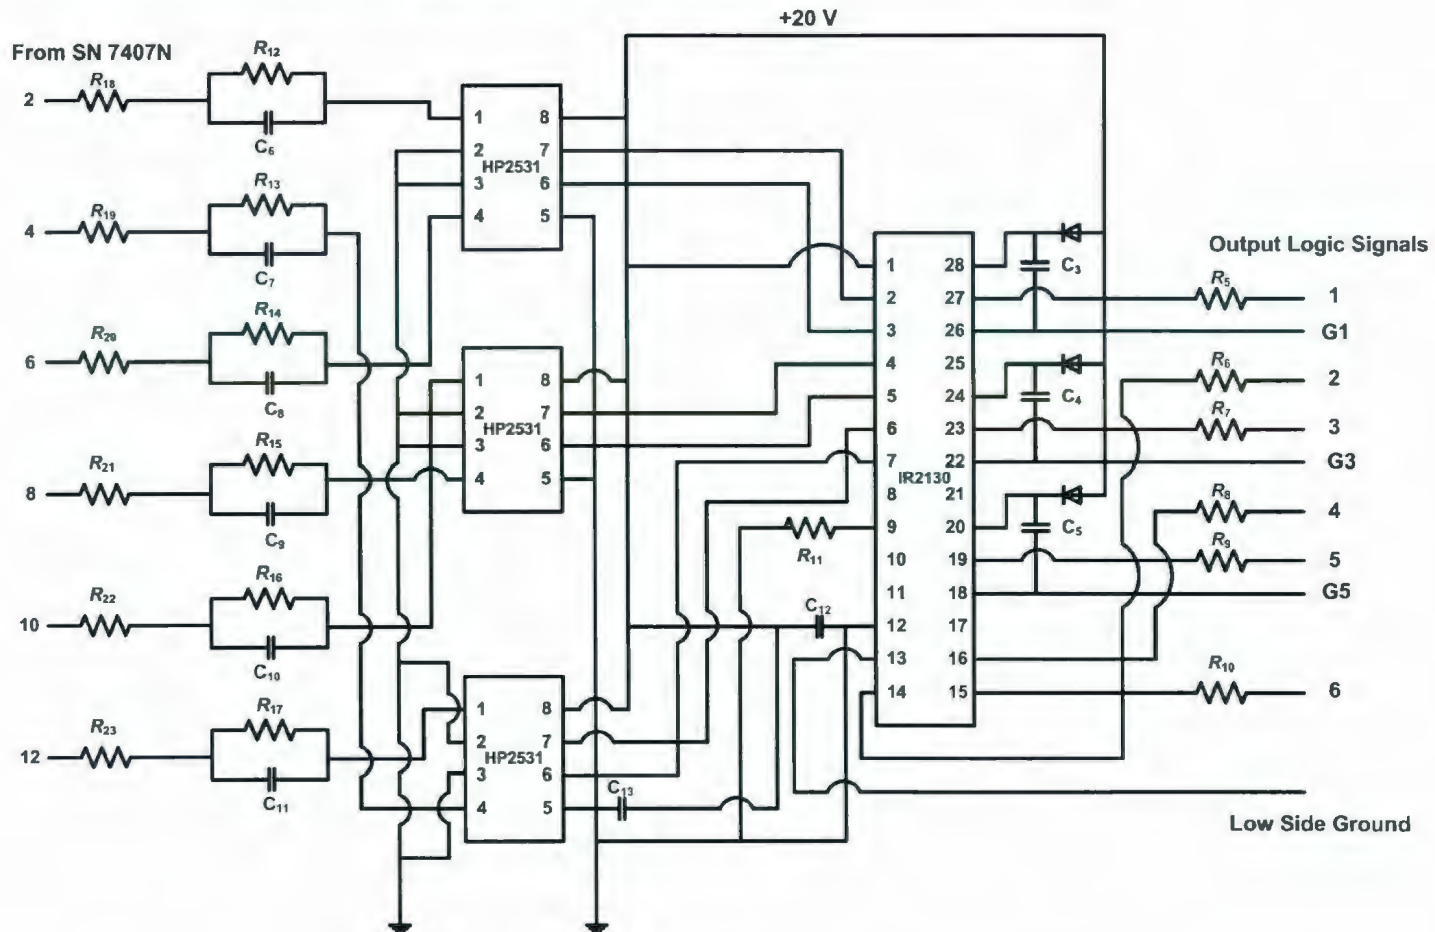 +20 V
From SN 7407N
R12
R18
2
C6
1 8
2 7
HP2531
3 6
4 5
R13
R19
4
C7
R14
R20
6
C8
1 8
2 7
HP2531
3 6
4 5
R15
R21
8
C9
R16
R22
10
C10
R17
R23
12
C11
1 8
2 7
HP2531
3 6
4 5
C13
C12
R11
1 28
2 27
3 26
4 25
5 24
6 23
7 22
IR2130
8 21
9 20
10 19
11 18
12 17
13 16
14 15
C3
C4
C5
Output Logic Signals
R5 1
G1
R6 2
R7 3
G3
R8 4
R9 5
G5
R10 6
Low Side Ground